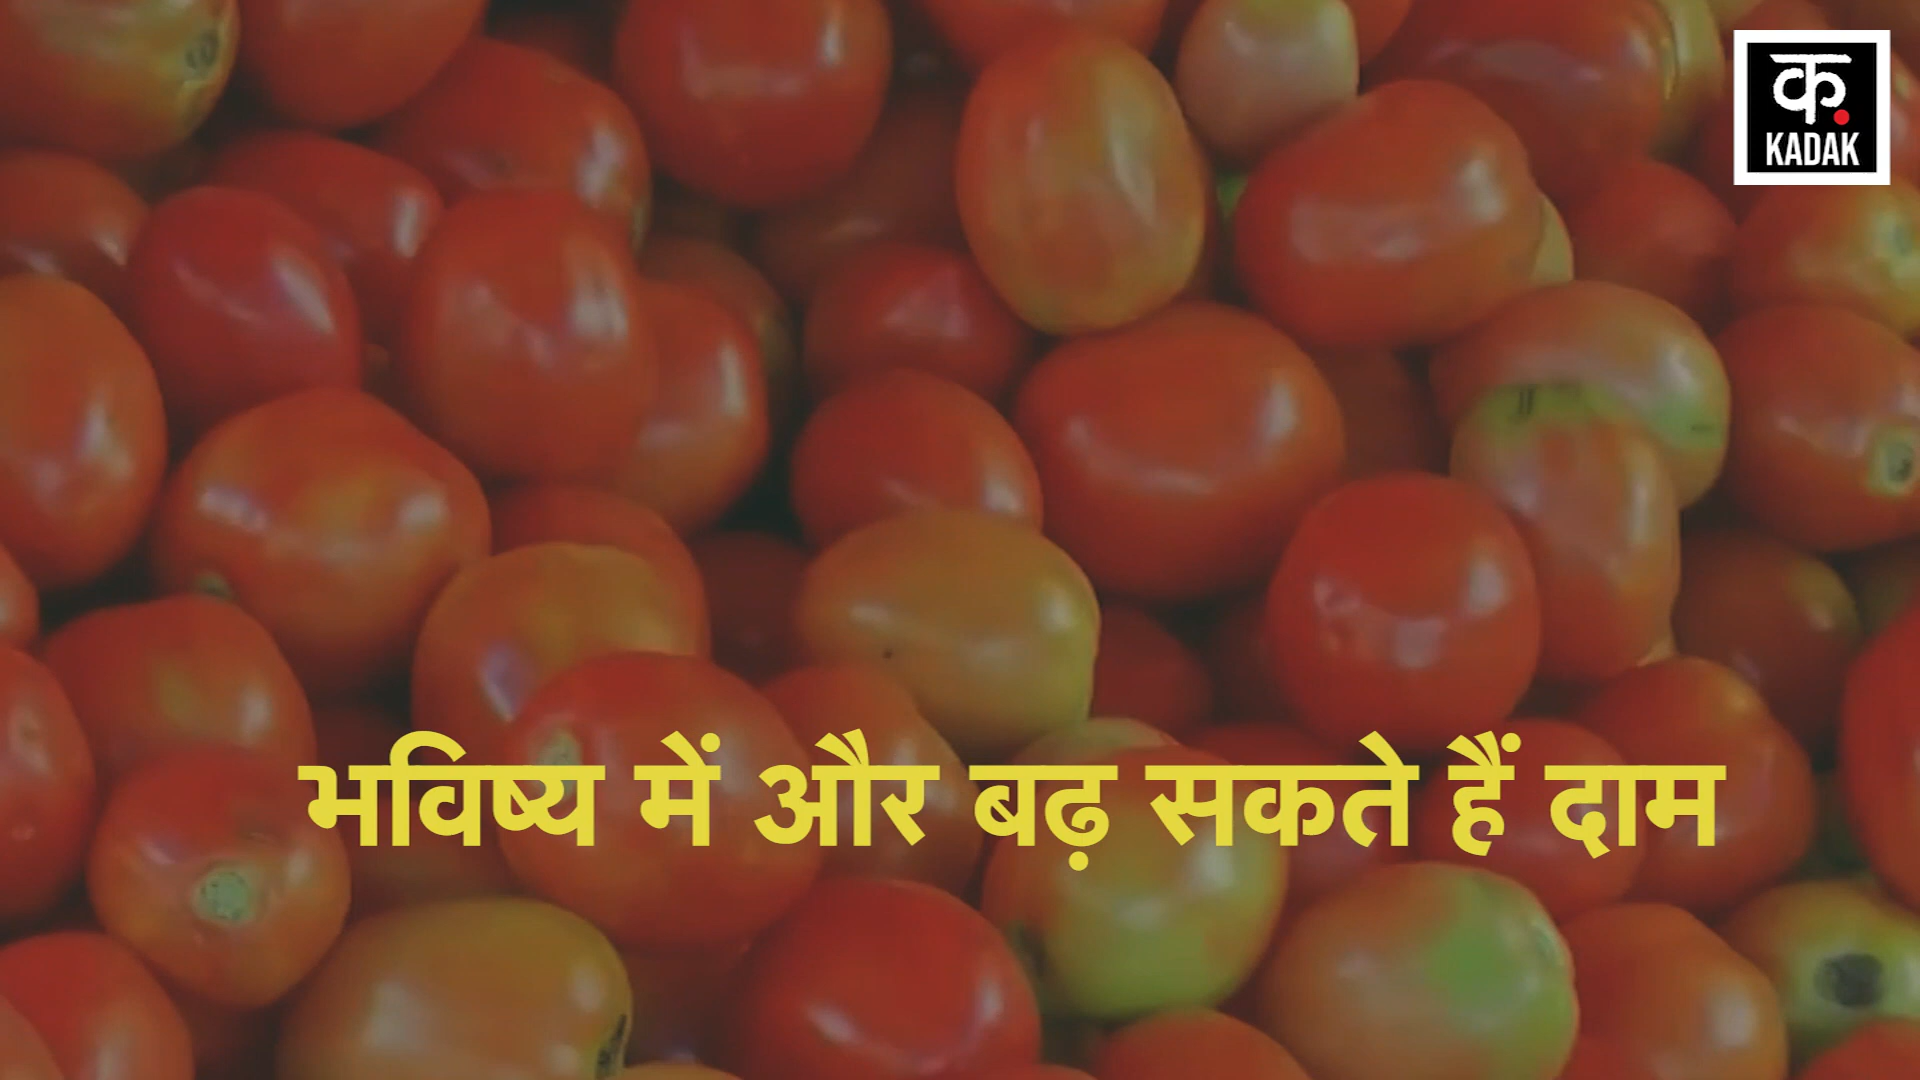 क
KADAK
भविष्य में और बढ़ सकते हैं दाम